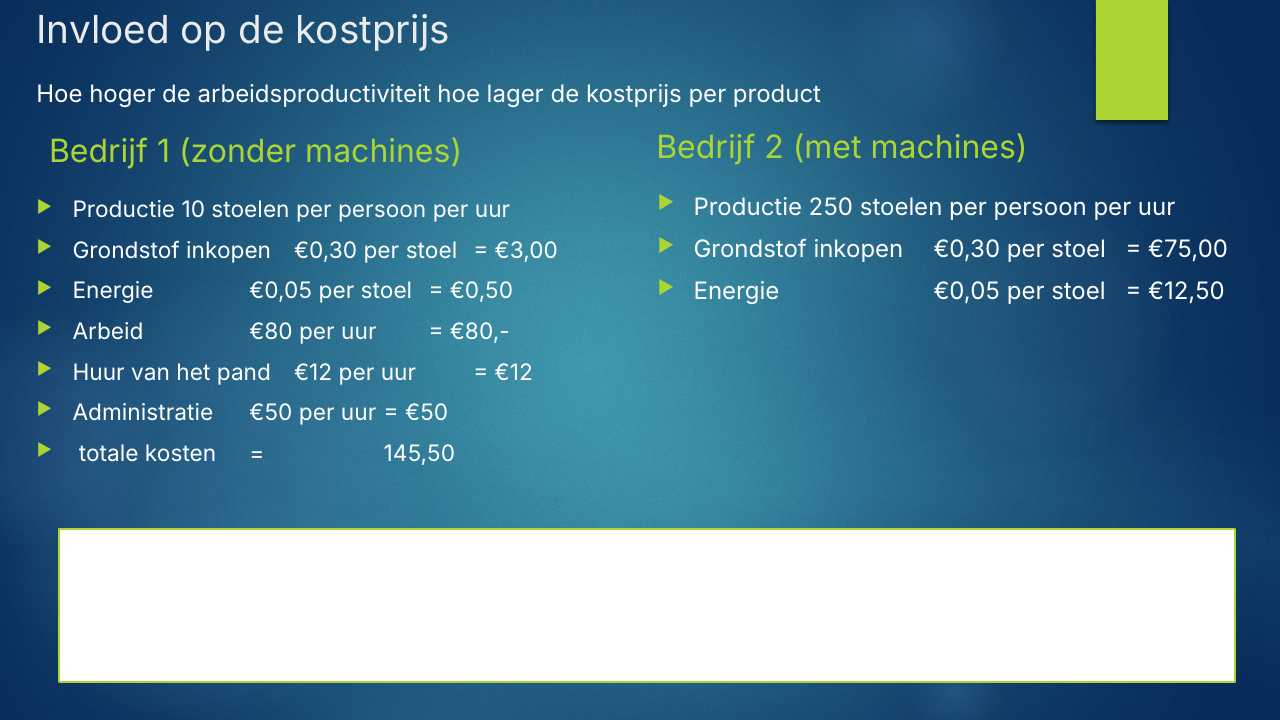 Invloed op de kostprijs
Hoe hoger de arbeidsproductiviteit hoe lager de kostprijs per product
Bedrijf 1 (zonder machines)
Productie 10 stoelen per persoon per uur
Grondstof inkopen €0,30 per stoel = €3,00
Energie €0,05 per stoel = €0,50
Arbeid €80 per uur = €80,-
Huur van het pand €12 per uur = €12
Administratie €50 per uur = €50
totale kosten = 145,50
Bedrijf 2 (met machines)
Productie 250 stoelen per persoon per uur
Grondstof inkopen €0,30 per stoel = €75,00
Energie €0,05 per stoel = €12,50